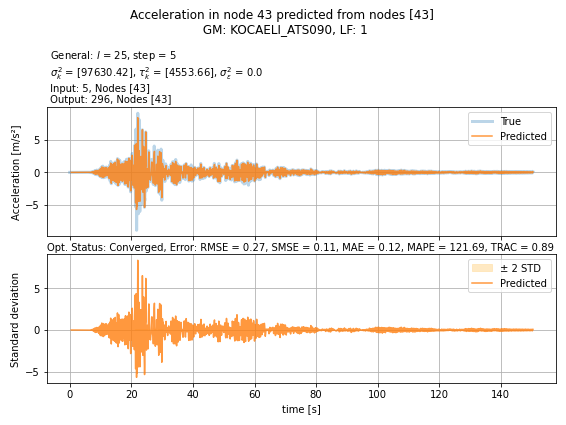 Acceleration in node 43 predicted from nodes [43]
GM: KOCAELI_ATS090, LF: 1
General: l = 25, step = 5
σ²ₖ = [97630.42], τ²ₖ = [4553.66], σ²ε = 0.0
Input: 5, Nodes [43]
Output: 296, Nodes [43]
Acceleration [m/s²]
5
0
−5
True
Predicted
Opt. Status: Converged, Error: RMSE = 0.27, SMSE = 0.11, MAE = 0.12, MAPE = 121.69, TRAC = 0.89
Standard deviation
5
0
−5
± 2 STD
Predicted
0 20 40 60 80 100 120 140
time [s]